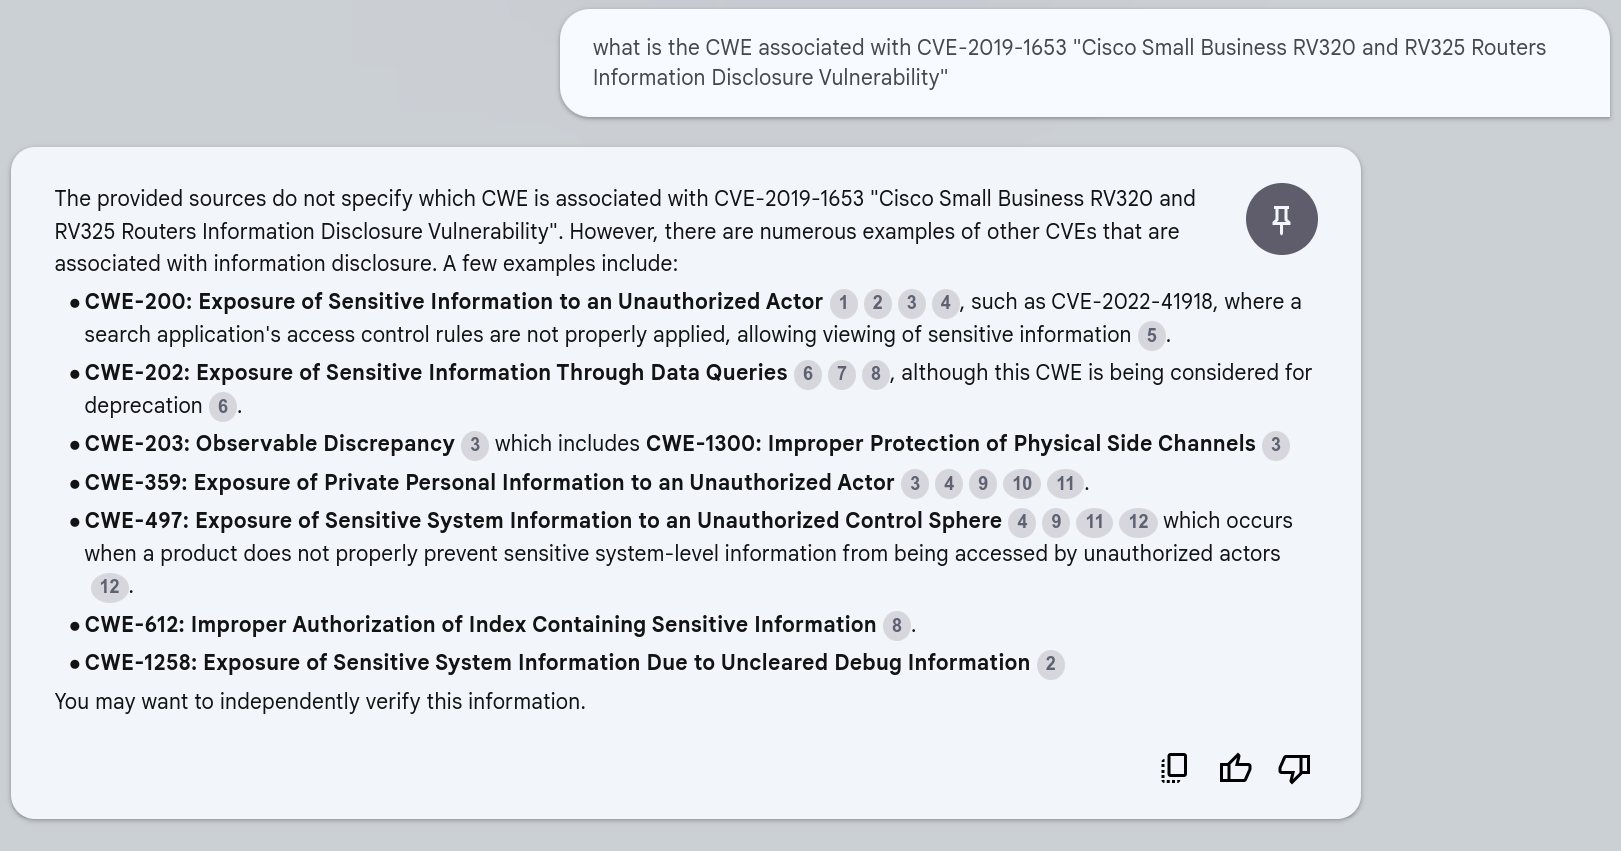 what is the CWE associated with CVE-2019-1653 "Cisco Small Business RV320 and RV325 Routers
Information Disclosure Vulnerability"
The provided sources do not specify which CWE is associated with CVE-2019-1653 "Cisco Small Business RV320 and
RV325 Routers Information Disclosure Vulnerability". However, there are numerous examples of other CVEs that are
associated with information disclosure. A few examples include:
● CWE-200: Exposure of Sensitive Information to an Unauthorized Actor 1 2 3 4, such as CVE-2022-41918, where a
search application's access control rules are not properly applied, allowing viewing of sensitive information 5.
● CWE-202: Exposure of Sensitive Information Through Data Queries 6 7 8, although this CWE is being considered for
deprecation 6.
● CWE-203: Observable Discrepancy 3 which includes CWE-1300: Improper Protection of Physical Side Channels 3
● CWE-359: Exposure of Private Personal Information to an Unauthorized Actor 3 4 9 10 11.
● CWE-497: Exposure of Sensitive System Information to an Unauthorized Control Sphere 4 9 11 12 which occurs
when a product does not properly prevent sensitive system-level information from being accessed by unauthorized actors
12.
● CWE-612: Improper Authorization of Index Containing Sensitive Information 8.
● CWE-1258: Exposure of Sensitive System Information Due to Uncleared Debug Information 2
You may want to independently verify this information.